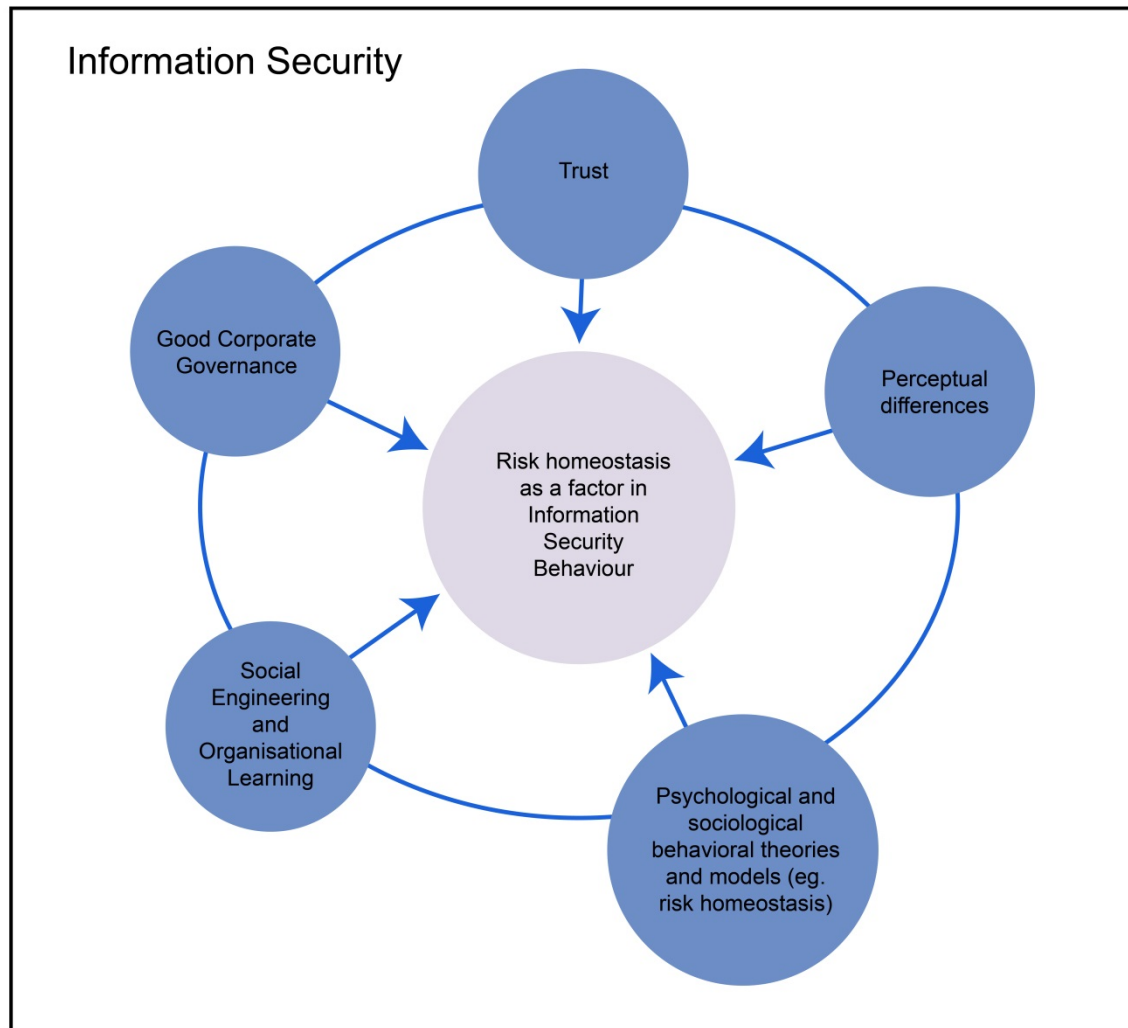 Information Security
Trust
Good Corporate
Governance
Perceptual
differences
Risk homeostasis
as a factor in
Information
Security
Behaviour
Social
Engineering
and
Organisational
Learning
Psychological and
sociological
behavioral theories
and models (eg.
risk homeostasis)